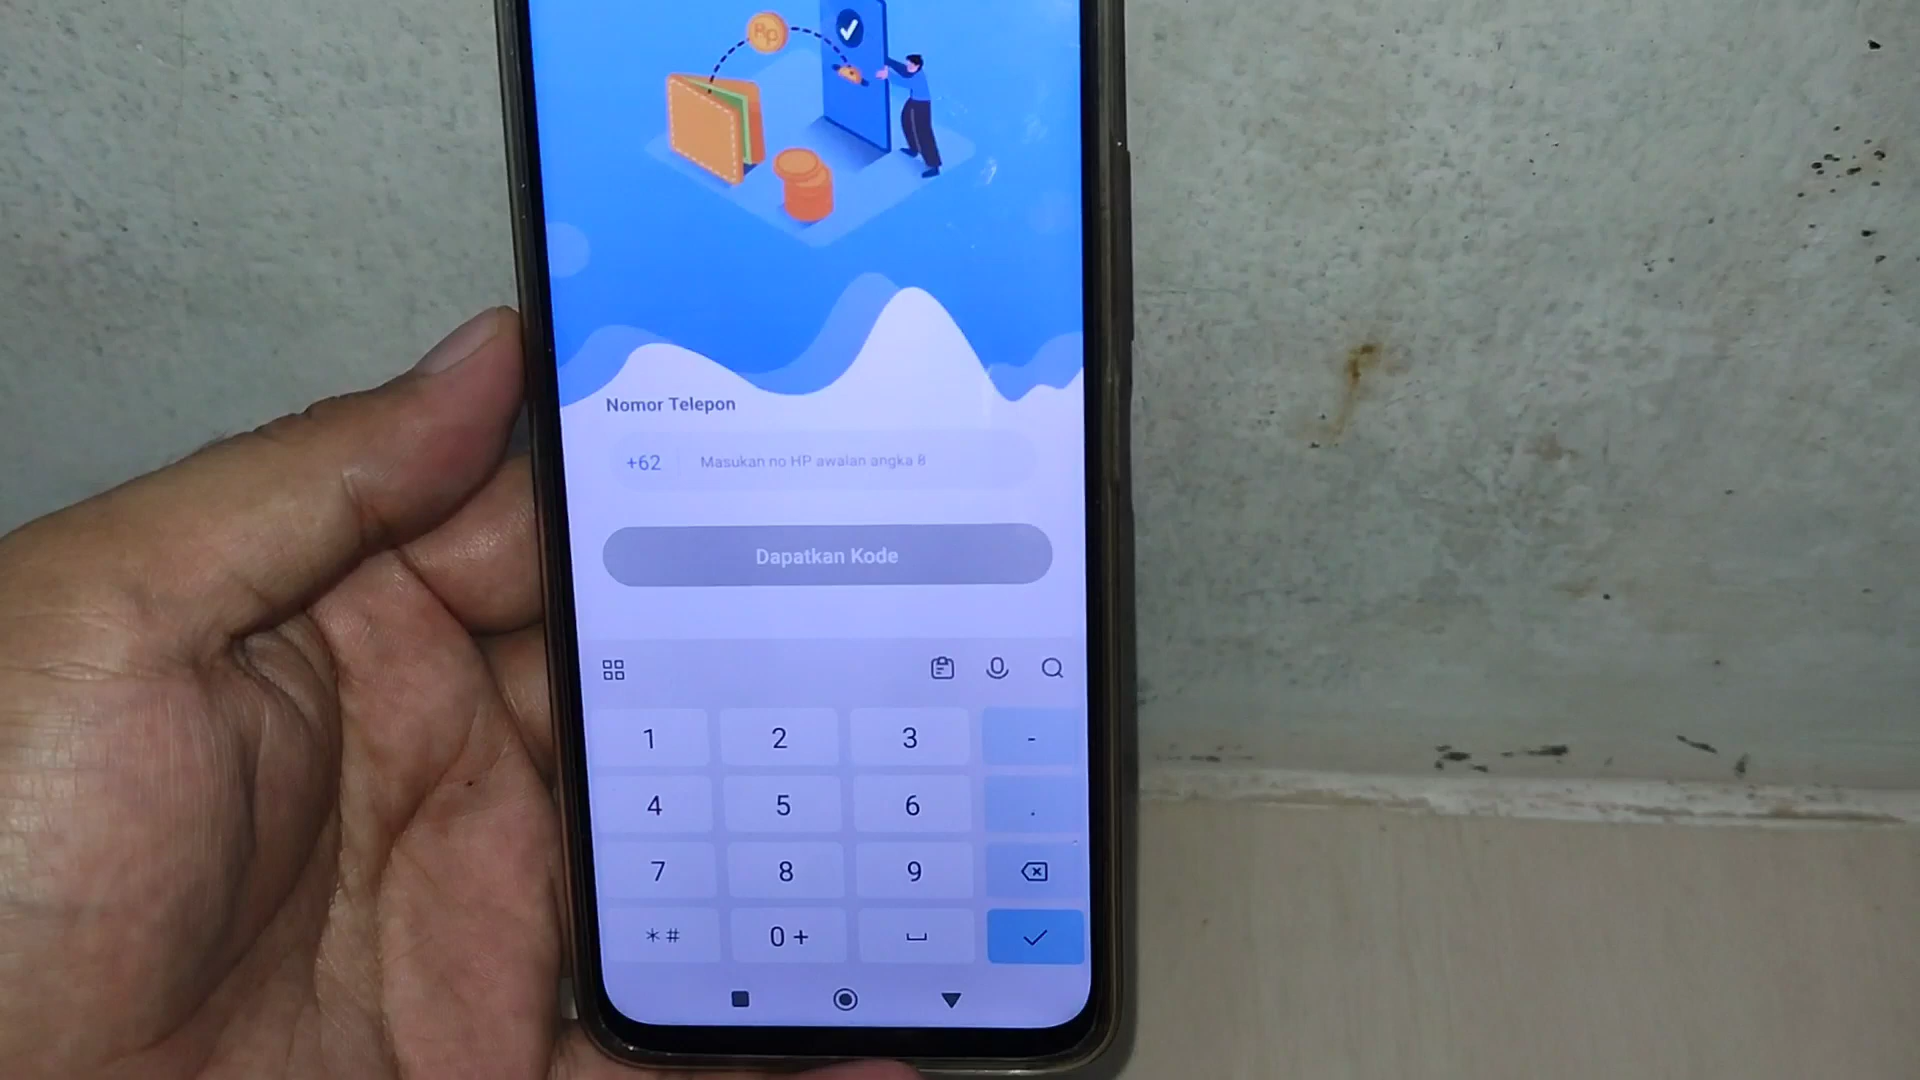 Rp
Nomor Telepon
+62 Masukan no HP awalan angka 8
Dapatkan Kode
1 2 3 -
4 5 6 .
7 8 9
*# 0 +